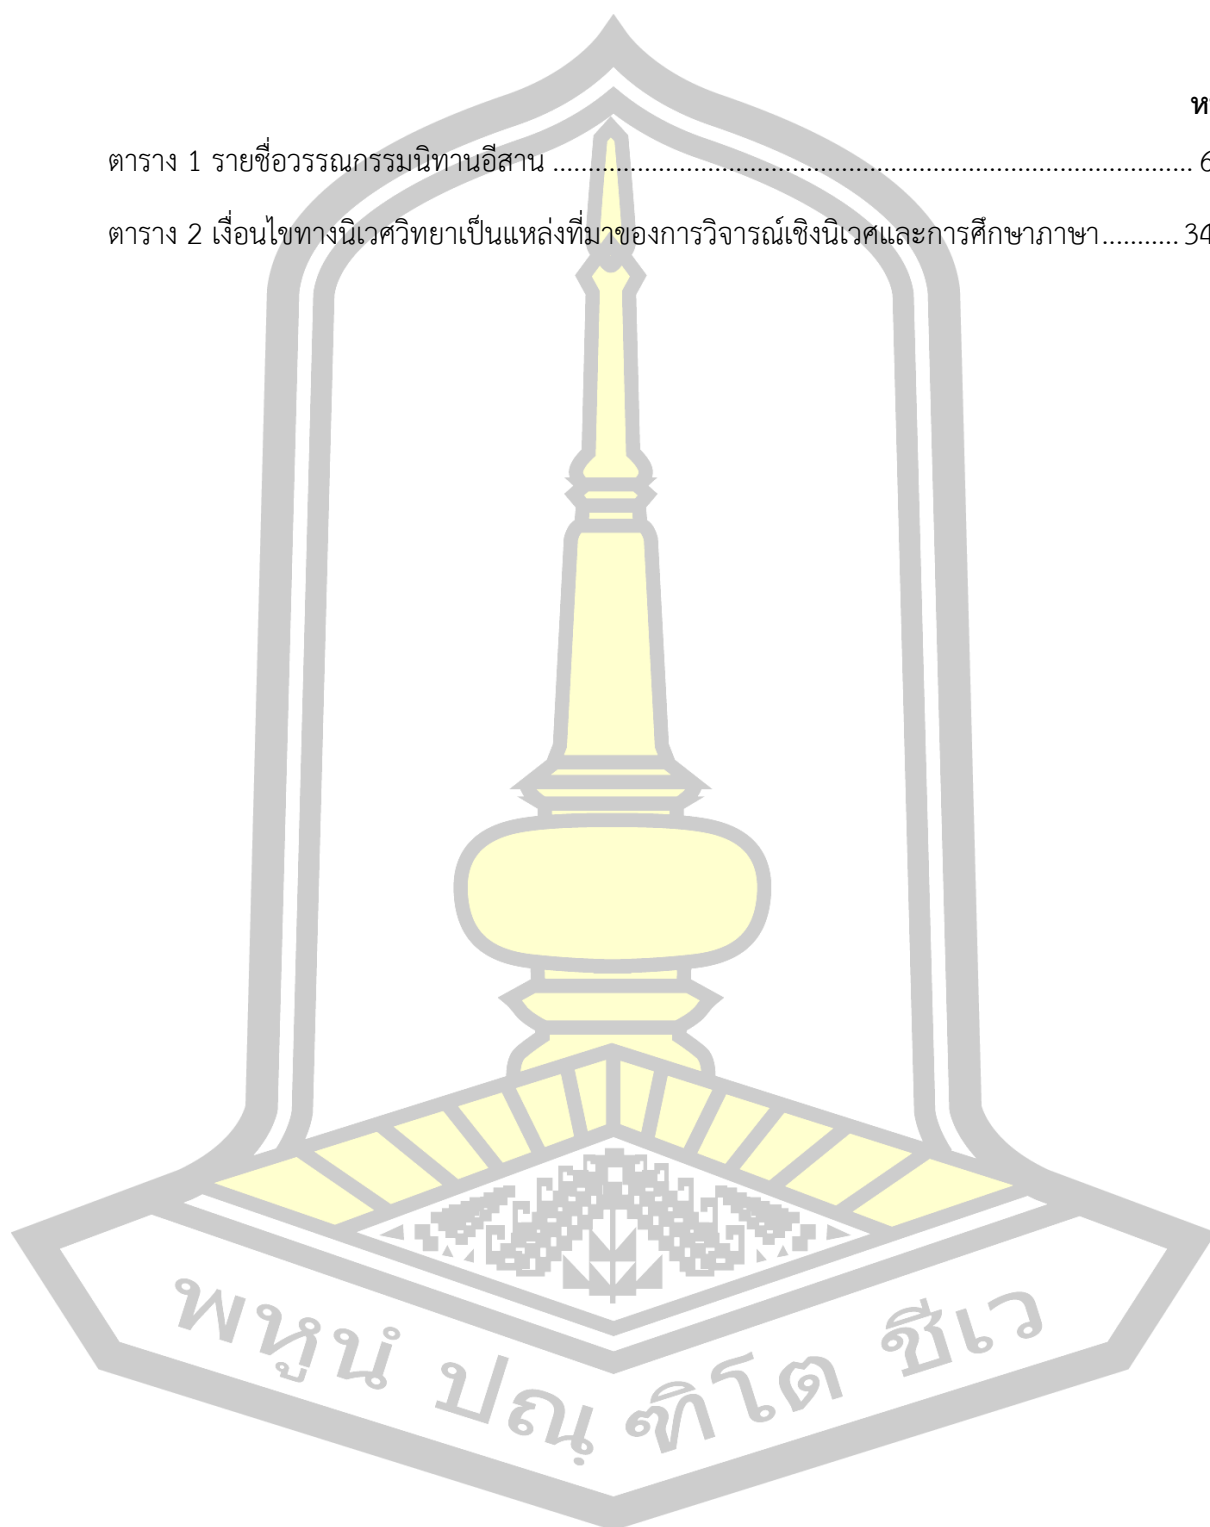 ตาราง 1 รายชื่อวรรณกรรมนิทานอีสาน ................................................................................. 6
ตาราง 2 เงื่อนไขทางนิเวศวิทยาเป็นแหล่งที่มาของการวิจารณ์เชิงนิเวศและการศึกษาภาษา........... 34
พหูนํ ปณฺฑิโต ชีเว